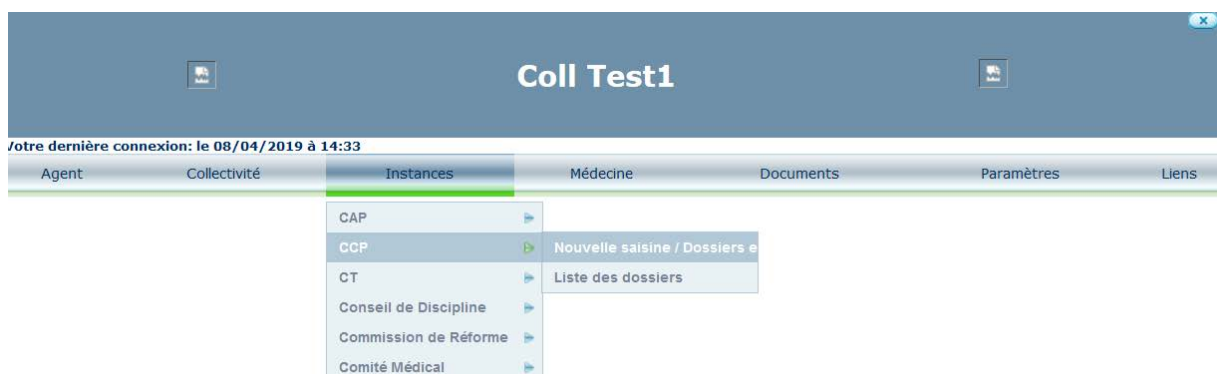 Coll Test1
Votre dernière connexion: le 08/04/2019 à 14:33
Agent Collectivité Instances Médecine Documents Paramètres Liens
CAP
CCP Nouvelle saisine / Dossiers e
CT Liste des dossiers
Conseil de Discipline
Commission de Réforme
Comité Médical